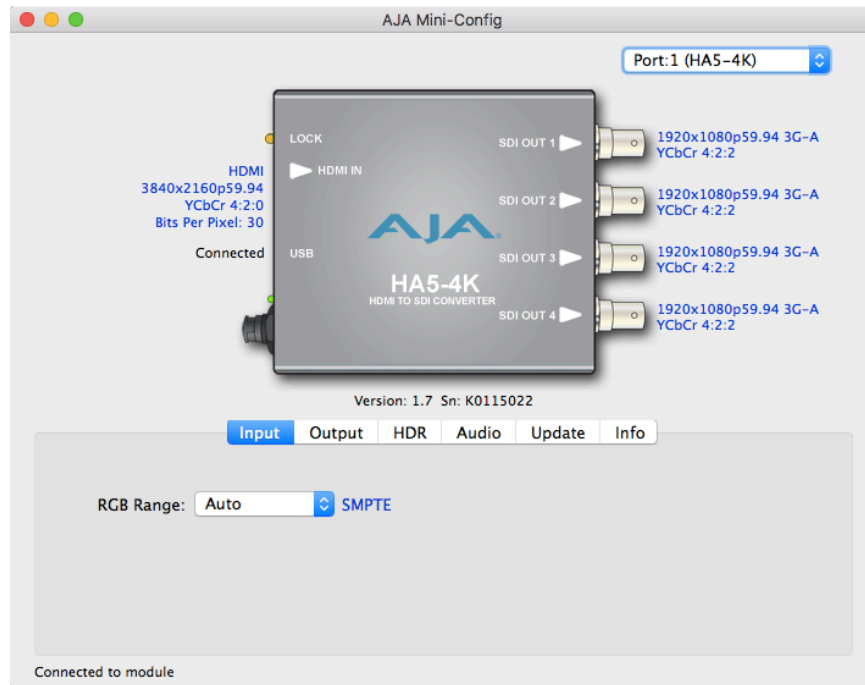 AJA Mini-Config
Port:1 (HA5-4K)
LOCK
HDMI IN
HDMI
3840x2160p59.94
YCbCr 4:2:0
Bits Per Pixel: 30
Connected
USB
AJA
HA5-4K
HDMI TO SDI CONVERTER
SDI OUT 1
1920x1080p59.94 3G-A
YCbCr 4:2:2
SDI OUT 2
1920x1080p59.94 3G-A
YCbCr 4:2:2
SDI OUT 3
1920x1080p59.94 3G-A
YCbCr 4:2:2
SDI OUT 4
1920x1080p59.94 3G-A
YCbCr 4:2:2
Version: 1.7 Sn: K0115022
Input Output HDR Audio Update Info
RGB Range: Auto SMPTE
Connected to module